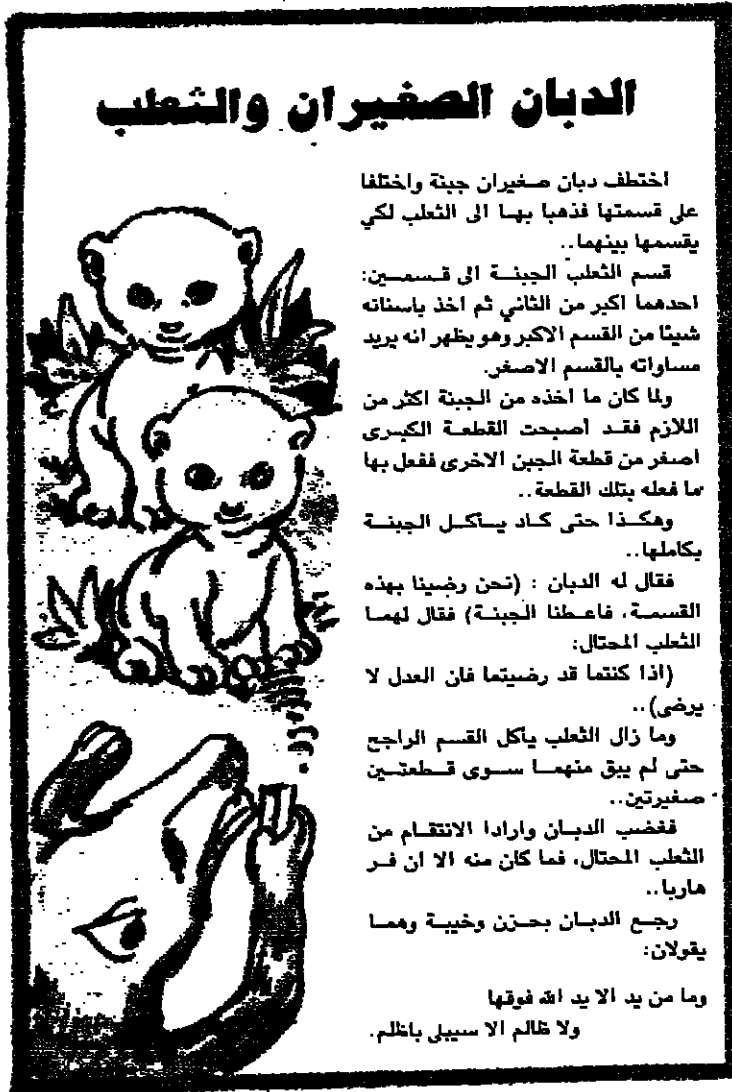 الدبان الصغيران والثعلب
اختطف دبان صغيران جبنة واختلفا
على قسمتها فذهبا بها الى الثعلب لكي
يقسمها بينهما..
قسم الثعلب الجبنة الى قسمين:
احدهما اكبر من الثاني ثم اخذ باسنانه
شيئا من القسم الاكبر وهو يظهر انه يريد
مساواته بالقسم الاصغر.
ولما كان ما اخذه من الجبنة اكثر من
اللازم فقد أصبحت القطعة الكبرى
اصغر من قطعة الجبن الاخرى ففعل بها
ما فعله بتلك القطعة..
وهكذا حتى كاد يأكل الجبنة
بكاملها..
فقال له الدبان : (نحن رضينا بهذه
القسمة، فاعطنا الجبنة) فقال لهما
الثعلب المحتال:
(اذا كنتما قد رضيتما فان العدل لا
يرضى)..
وما زال الثعلب يأكل القسم الراجح
حتى لم يبق منهما سوى قطعتين
صغيرتين..
فغضب الدبان وارادا الانتقام من
الثعلب المحتال، فما كان منه الا ان فر
هاربا..
رجع الدبان بحزن وخيبة وهما
يقولان:
وما من يد الا يد الله فوقها
ولا ظالم الا سيبلى باظلم.